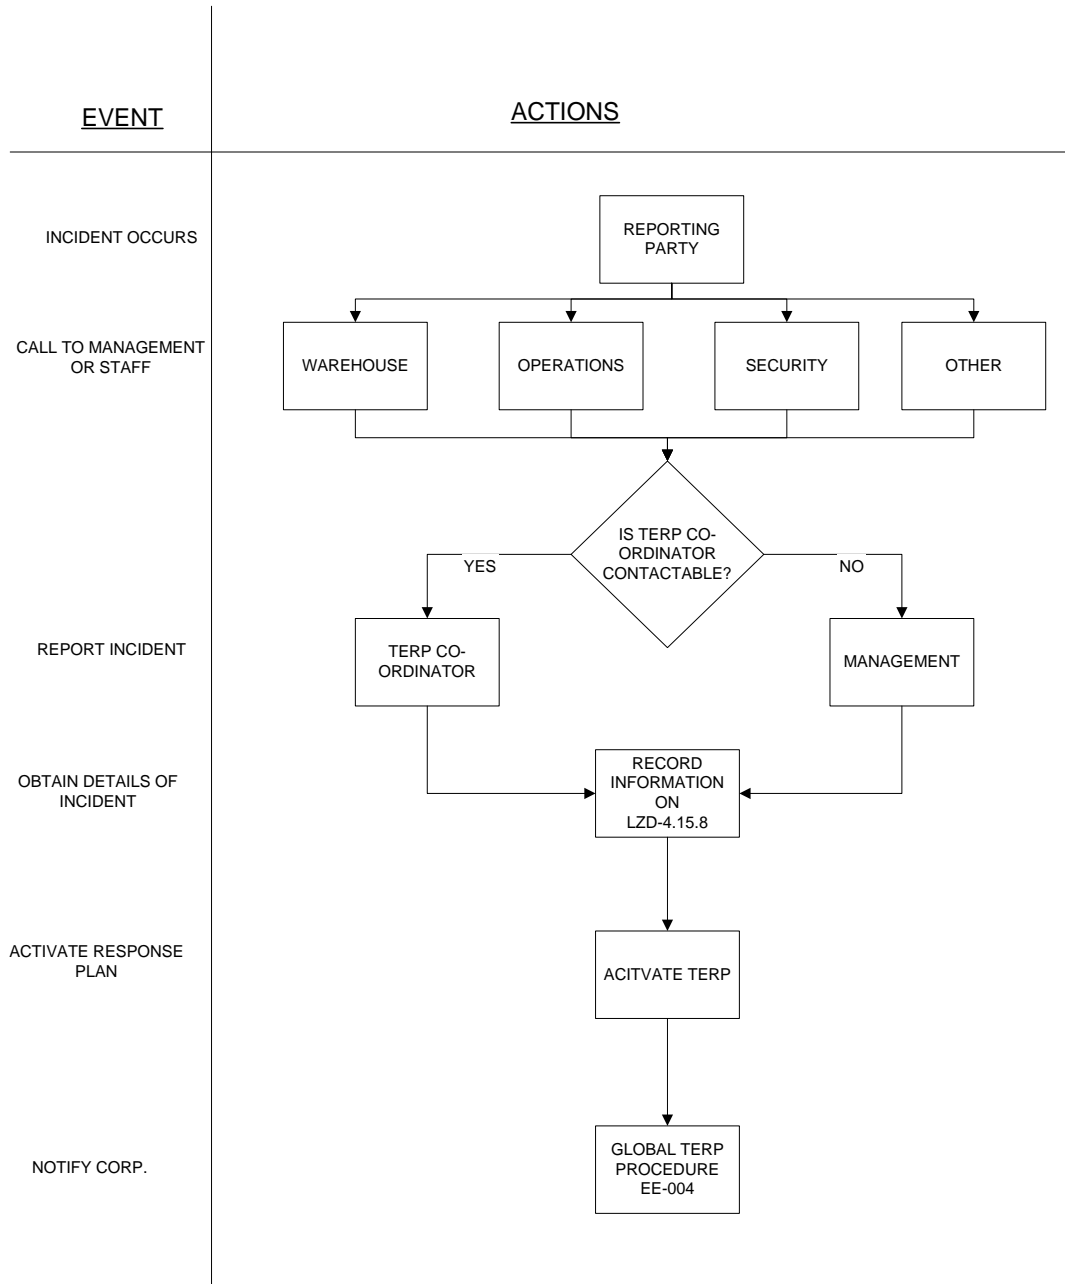 EVENT
ACTIONS
INCIDENT OCCURS
REPORTING
PARTY
CALL TO MANAGEMENT
OR STAFF
WAREHOUSE
OPERATIONS
SECURITY
OTHER
IS TERP CO-
ORDINATOR
CONTACTABLE?
YES
NO
REPORT INCIDENT
TERP CO-
ORDINATOR
MANAGEMENT
OBTAIN DETAILS OF
INCIDENT
RECORD
INFORMATION
ON
LZD-4.15.8
ACTIVATE RESPONSE
PLAN
ACITVATE TERP
NOTIFY CORP.
GLOBAL TERP
PROCEDURE
EE-004